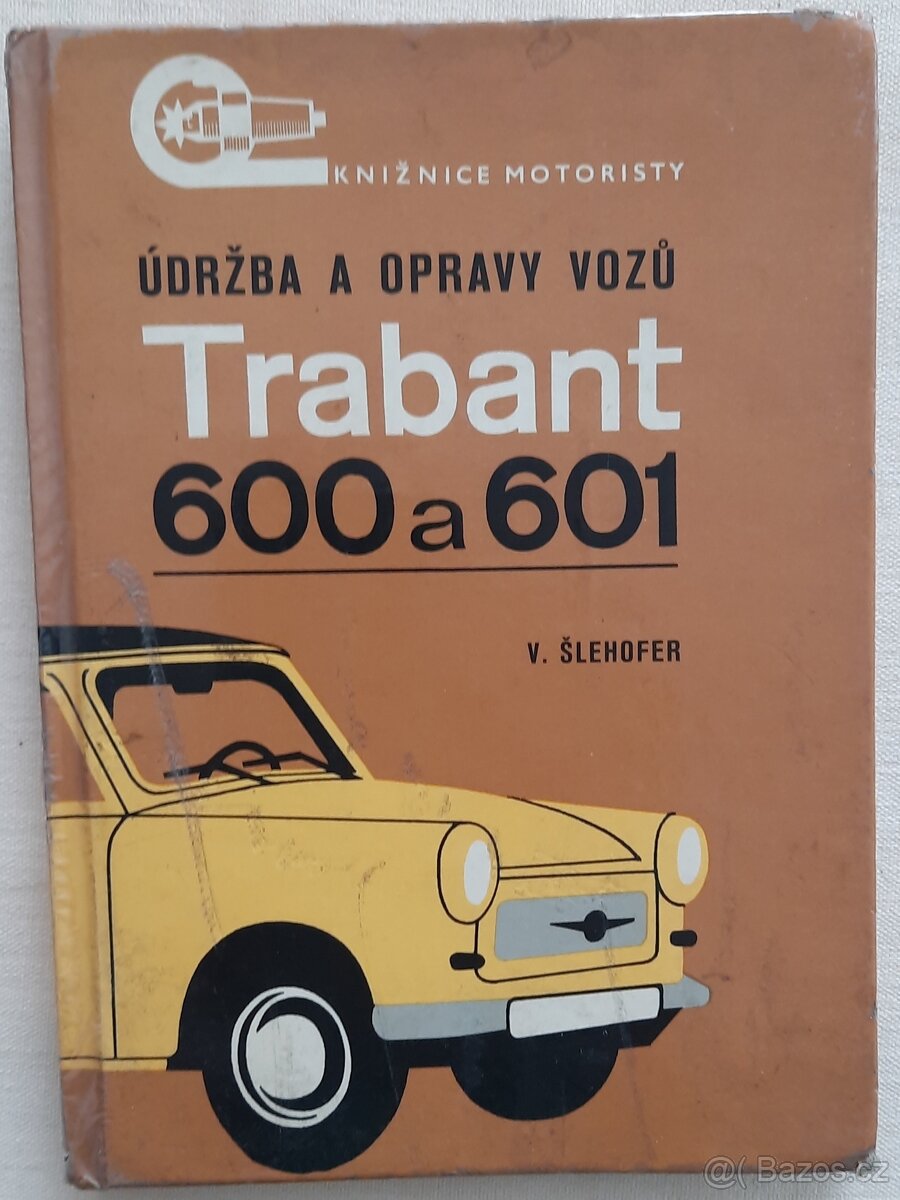 KNIŽNICE MOTORISTY
ÚDRŽBA A OPRAVY VOZŮ
Trabant
600 a 601
V. ŠLEHOFER
@( Bazos.cz